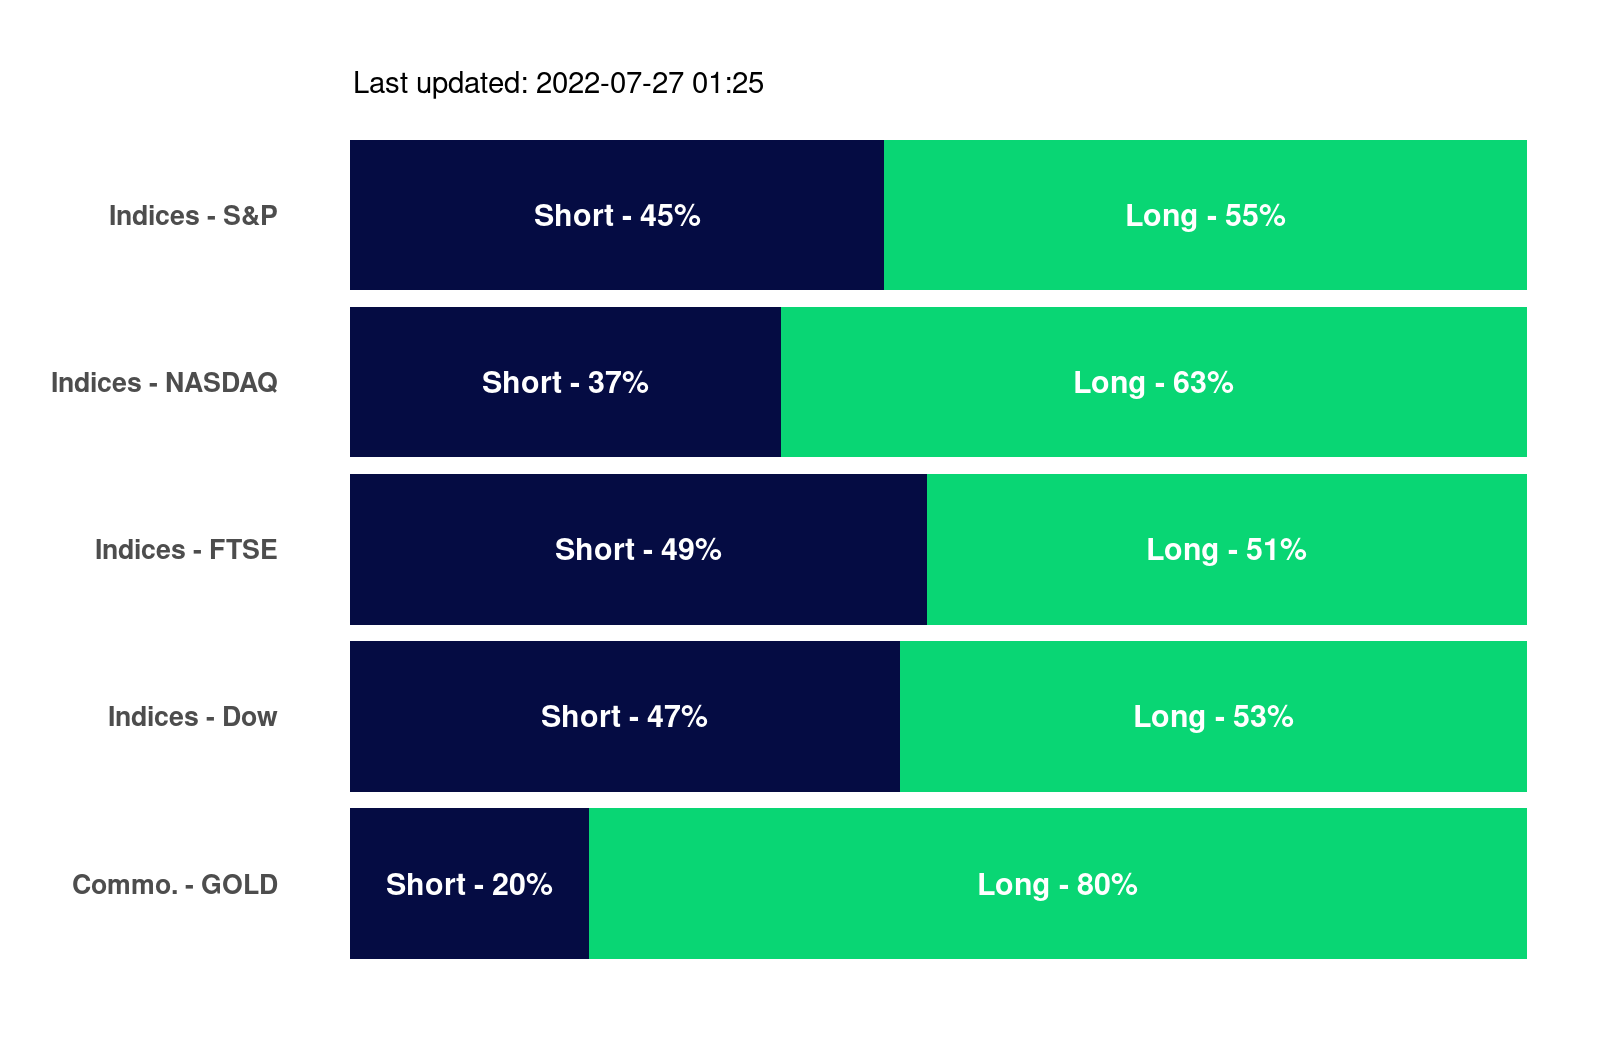 Last updated: 2022-07-27 01:25
Indices - S&P Short - 45% Long - 55%
Indices - NASDAQ Short - 37% Long - 63%
Indices - FTSE Short - 49% Long - 51%
Indices - Dow Short - 47% Long - 53%
Commo. - GOLD Short - 20% Long - 80%